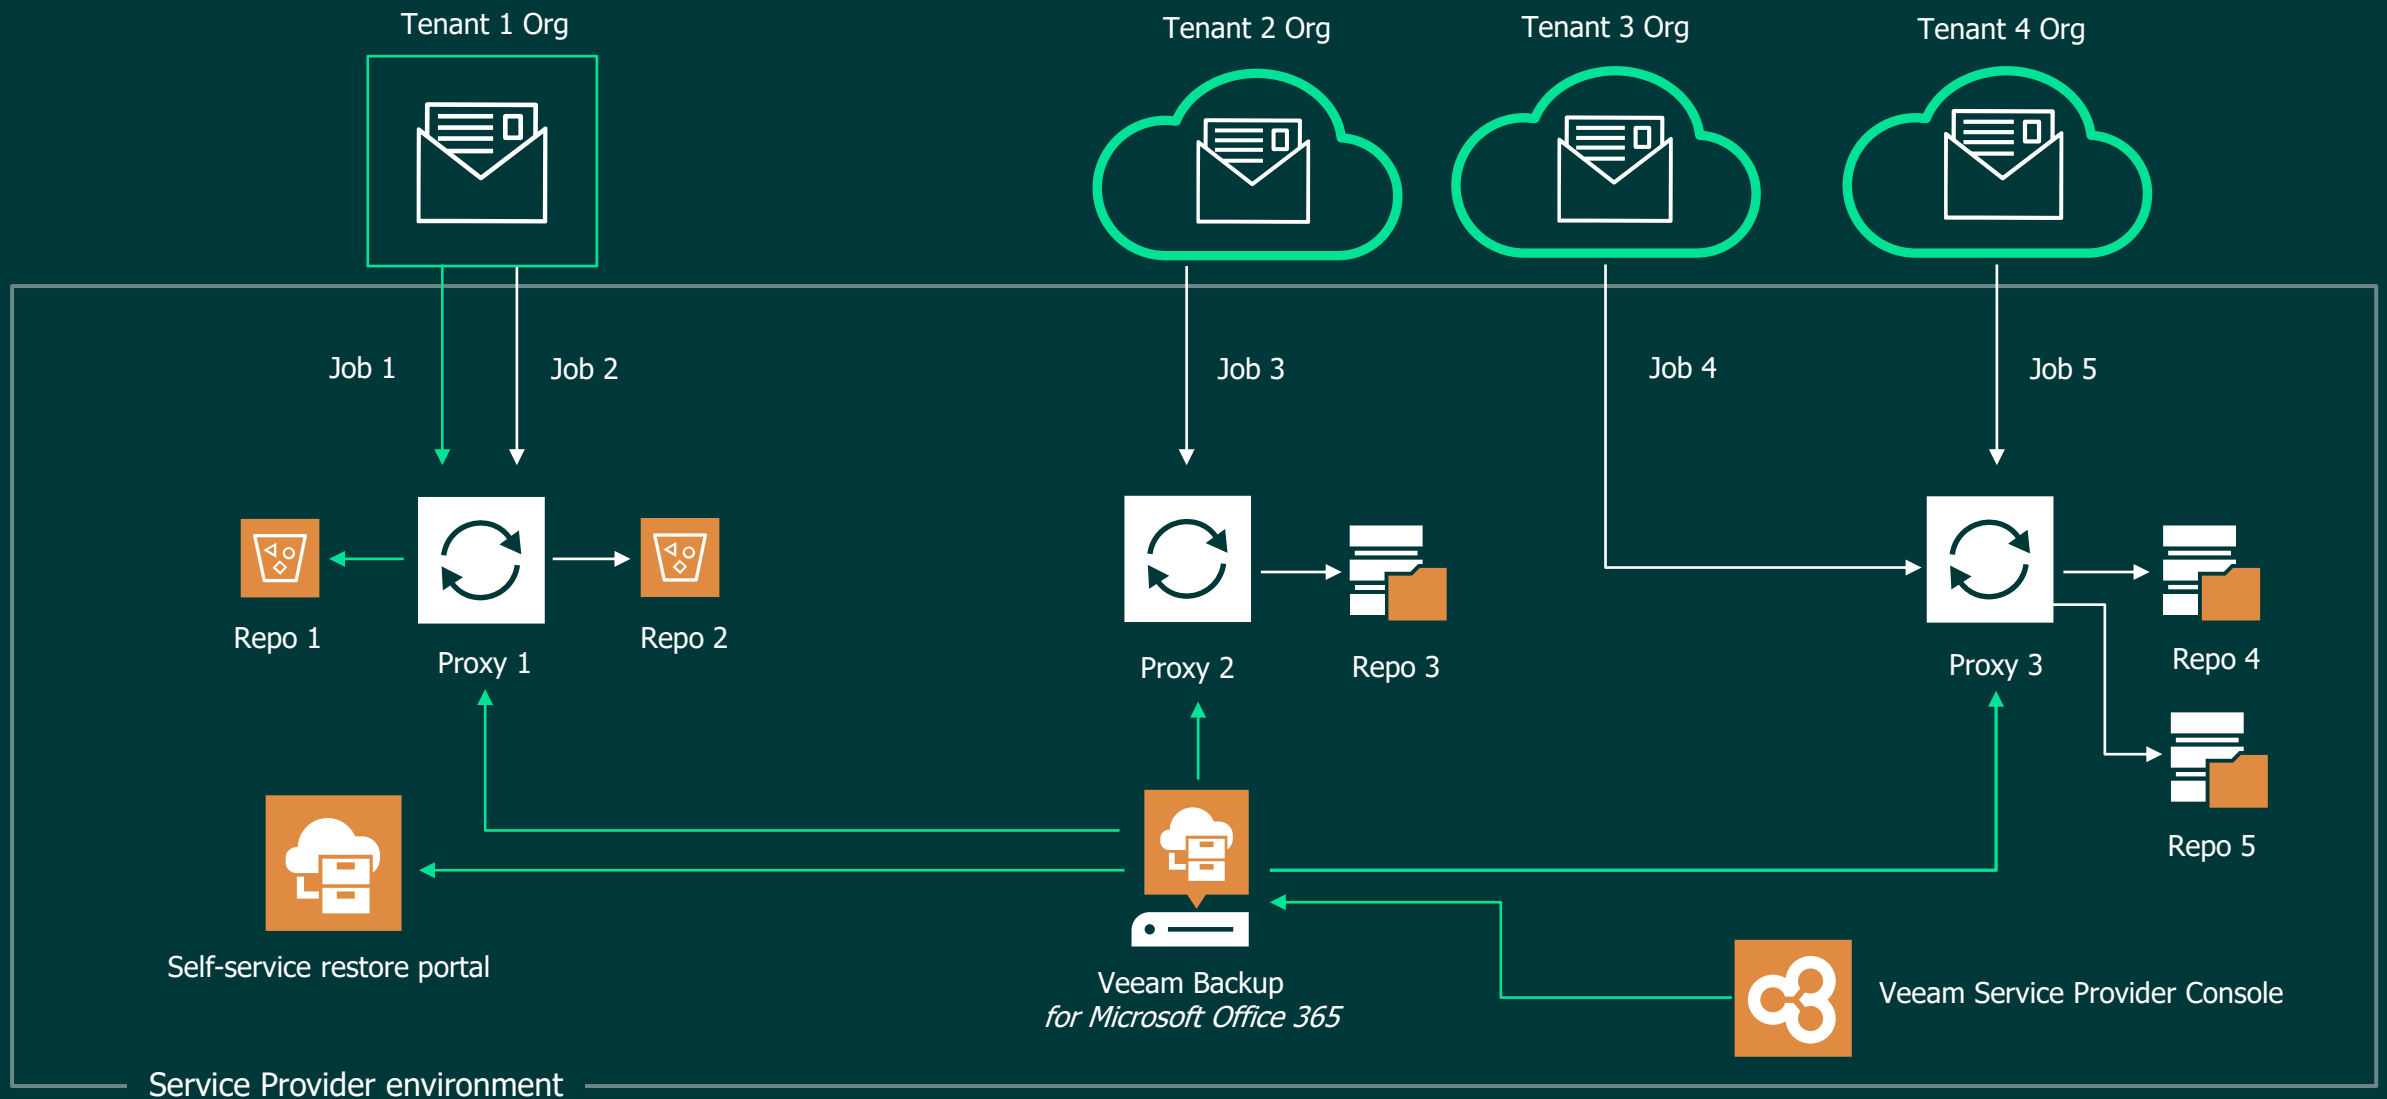 Tenant 1 Org
Tenant 2 Org
Tenant 3 Org
Tenant 4 Org
Job 1
Job 2
Job 3
Job 4
Job 5
Repo 1
Proxy 1
Repo 2
Proxy 2
Repo 3
Proxy 3
Repo 4
Repo 5
Self-service restore portal
Veeam Backup
for Microsoft Office 365
Veeam Service Provider Console
Service Provider environment